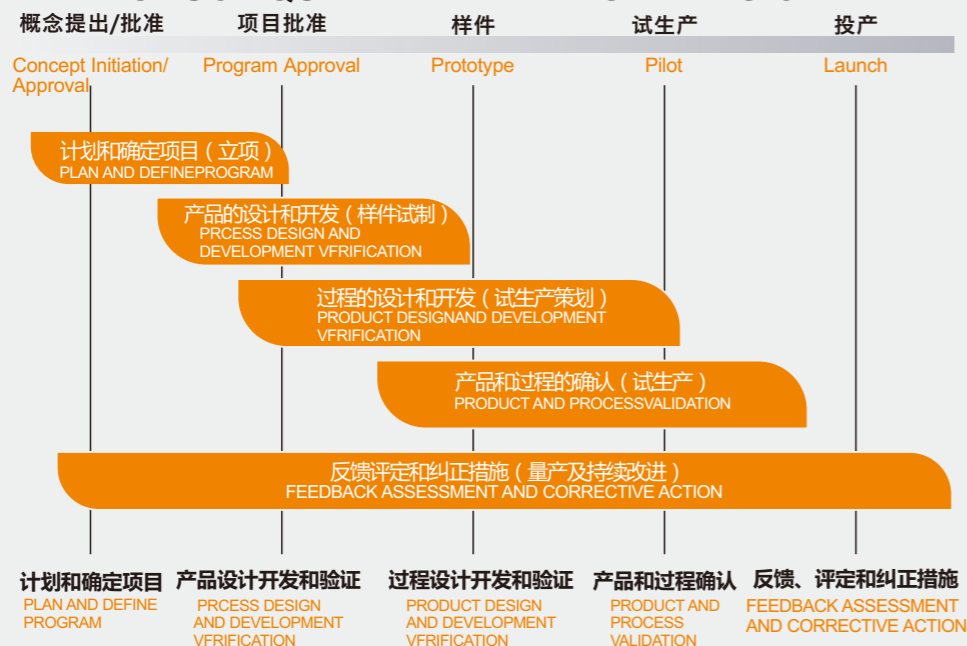 概念提出/批准
项目批准
样件
试生产
投产
Concept Initiation/
Approval
Program Approval
Prototype
Pilot
Launch
计划和确定项目（立项）
PLAN AND DEFINEPROGRAM
产品的设计和开发（样件试制）
PRCESS DESIGN AND
DEVELOPMENT VFRIFICATION
过程的设计和开发（试生产策划）
PRODUCT DESIGNAND DEVELOPMENT
VFRIFICATION
产品和过程的确认（试生产）
PRODUCT AND PROCESSVALIDATION
反馈评定和纠正措施（量产及持续改进）
FEEDBACK ASSESSMENT AND CORRECTIVE ACTION
计划和确定项目
PLAN AND DEFINE
PROGRAM
产品设计开发和验证
PRCESS DESIGN
AND DEVELOPMENT
VFRIFICATION
过程设计开发和验证
PRODUCT DESIGN
AND DEVELOPMENT
VFRIFICATION
产品和过程确认
PRODUCT AND
PROCESS
VALIDATION
反馈、评定和纠正措施
FEEDBACK ASSESSMENT
AND CORRECTIVE ACTION